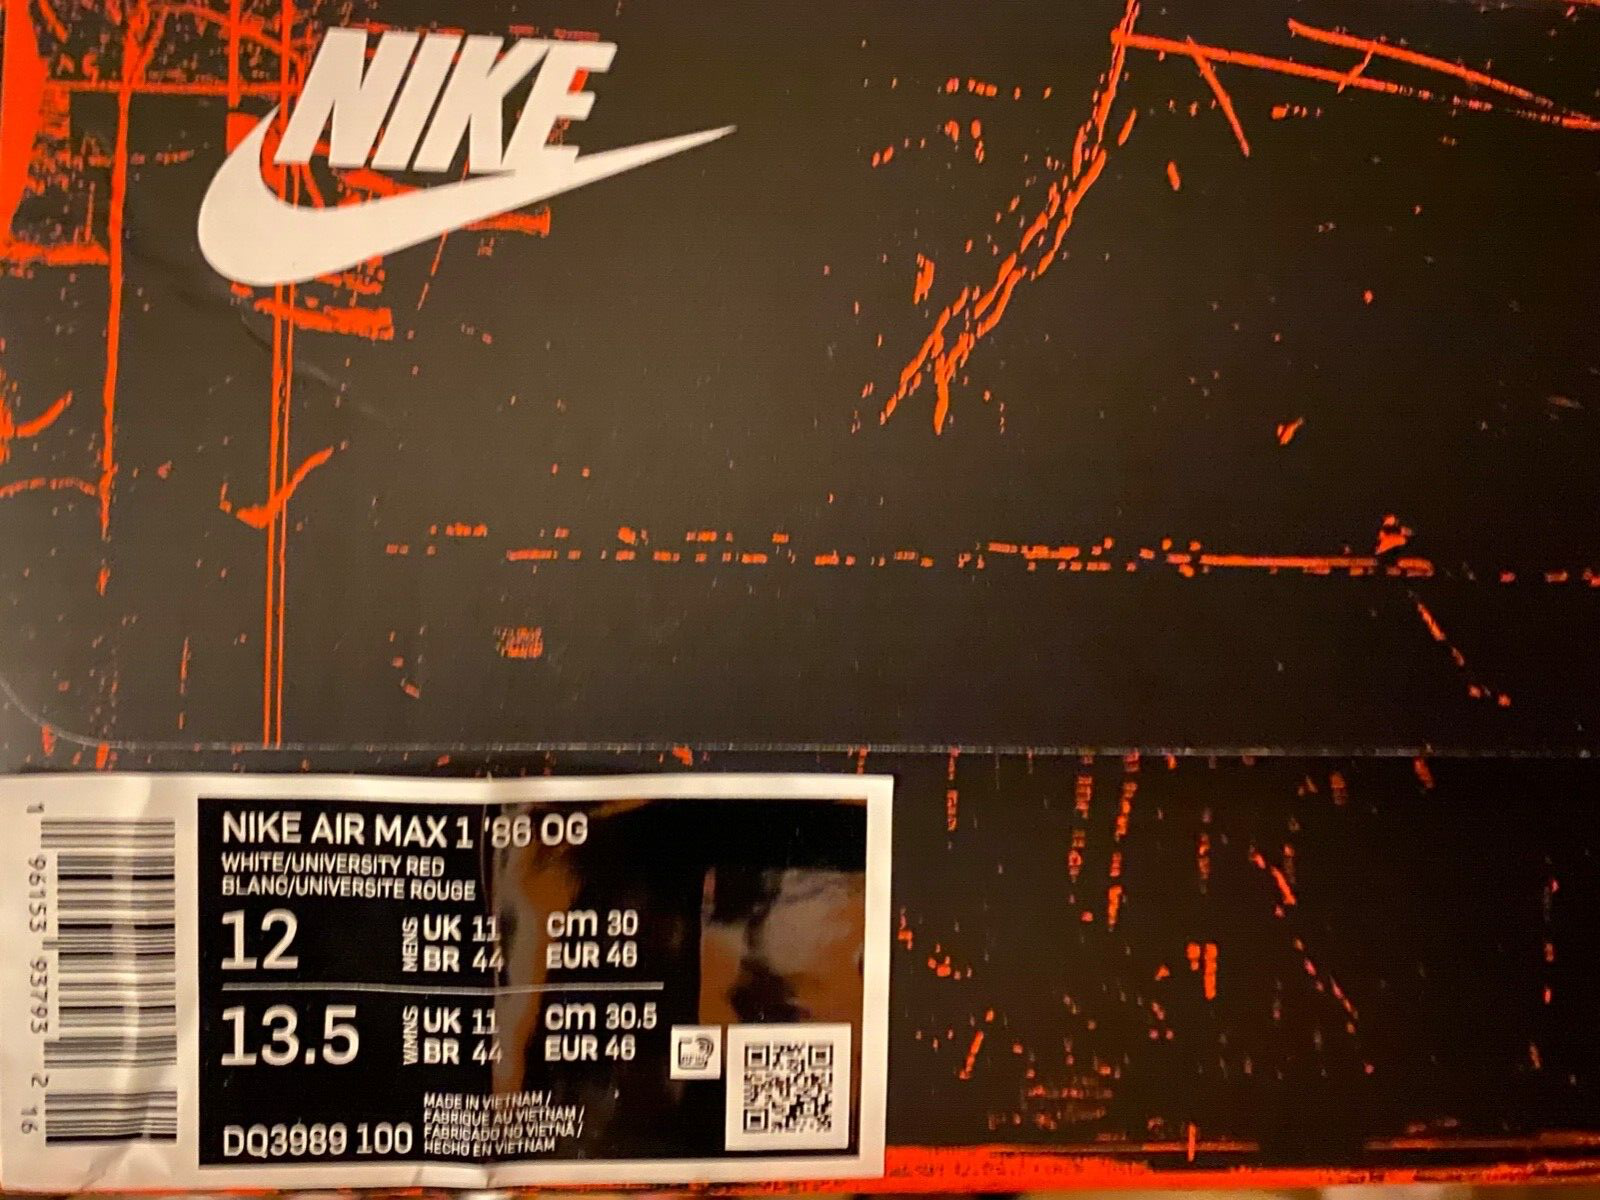 NIKE
NIKE AIR MAX 1 '86 OG
WHITE/UNIVERSITY RED
BLANC/UNIVERSITE ROUGE
12 MENS UK 11 cm 30
BR 44 EUR 46
13.5 WMNS UK 11 cm 30.5
BR 44 EUR 46
MADE IN VIETNAM /
FABRIQUE AU VIETNAM /
FABRICADO NO VIETNA /
HECHO EN VIETNAM
DQ3989 100
1 96153 93793 2 16